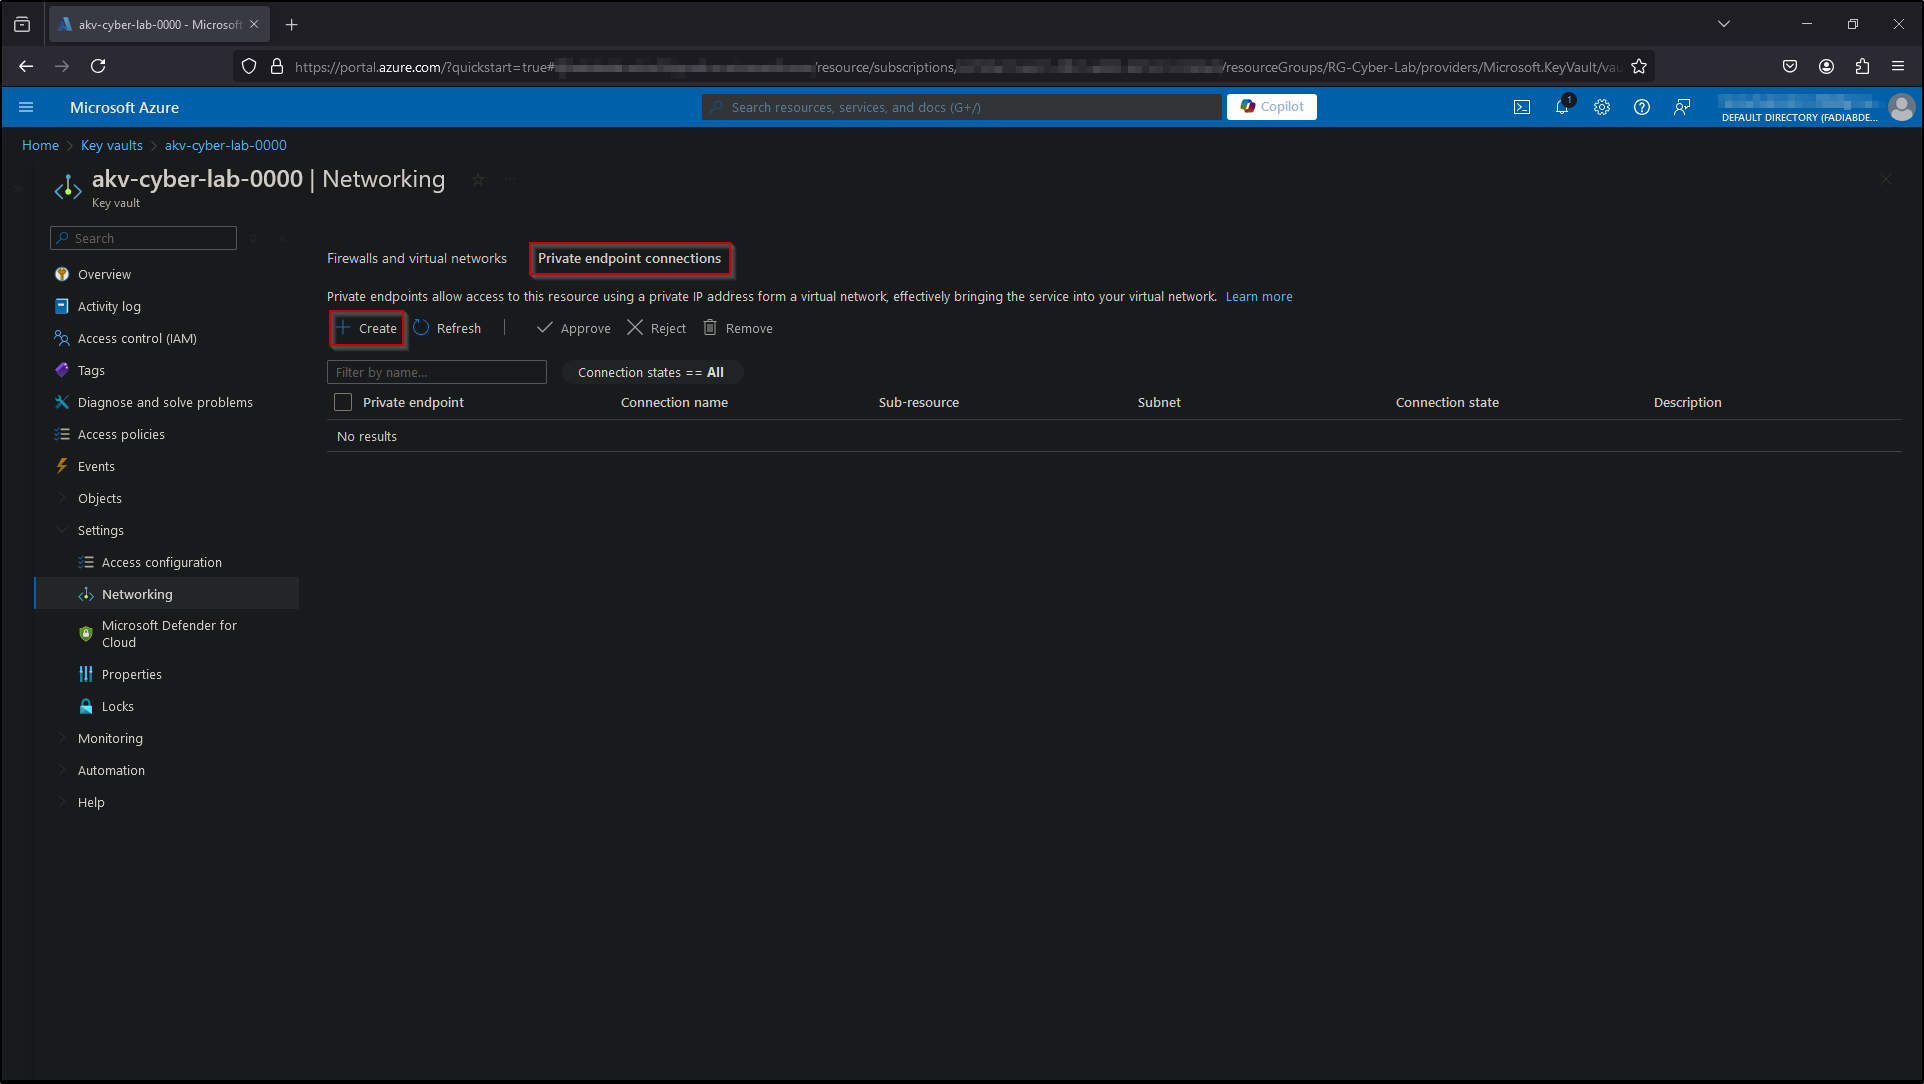 akv-cyber-lab-0000 - Microsoft
https://portal.azure.com/?quickstart=true# /resource/subscriptions, /resourceGroups/RG-Cyber-Lab/providers/Microsoft.KeyVault/vau
Microsoft Azure
Search resources, services, and docs (G+/)
Copilot
1
DEFAULT DIRECTORY (FADIABDE...
Home > Key vaults > akv-cyber-lab-0000
akv-cyber-lab-0000 | Networking
Key vault
Search
Overview
Activity log
Access control (IAM)
Tags
Diagnose and solve problems
Access policies
Events
Objects
Settings
Access configuration
Networking
Microsoft Defender for
Cloud
Properties
Locks
Monitoring
Automation
Help
Firewalls and virtual networks
Private endpoint connections
Private endpoints allow access to this resource using a private IP address form a virtual network, effectively bringing the service into your virtual network. Learn more
Create
Refresh
Approve
Reject
Remove
Filter by name...
Connection states == All
Private endpoint
Connection name
Sub-resource
Subnet
Connection state
Description
No results